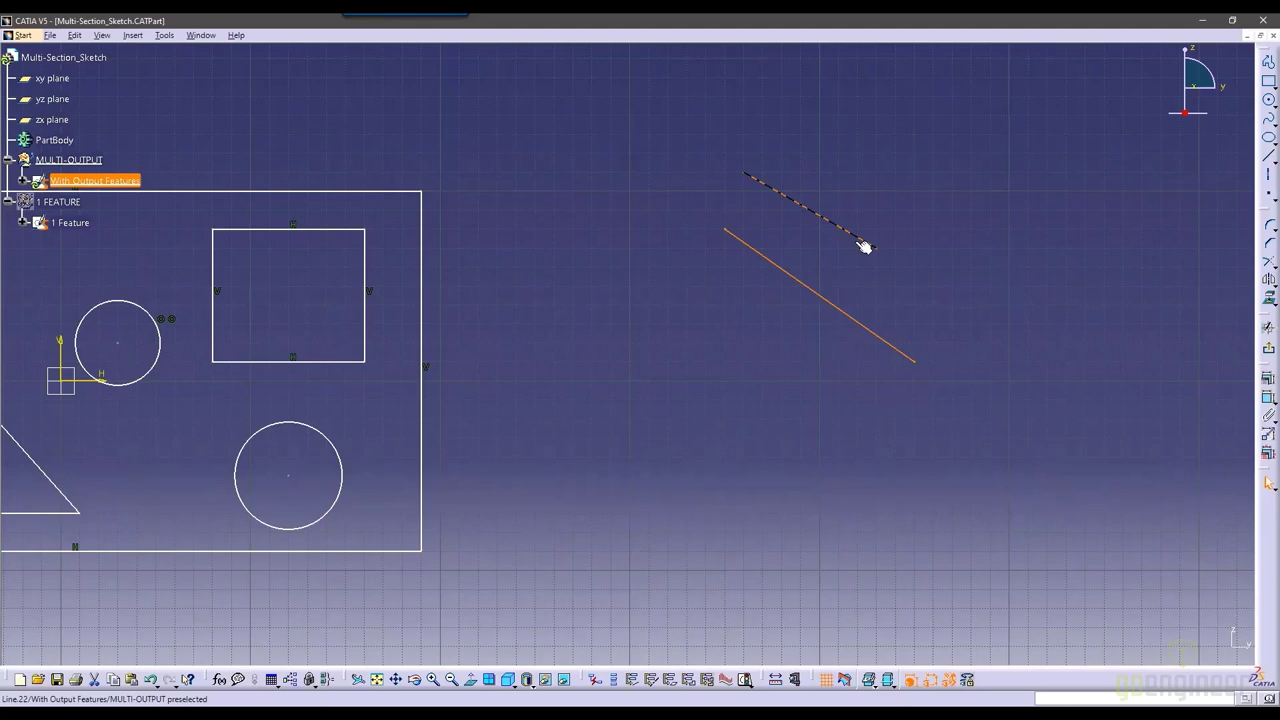 CATIA V5 - [Multi-Section_Sketch.CATPart]
Start File Edit View Insert Tools Window Help
Multi-Section_Sketch
xy plane
yz plane
zx plane
PartBody
MULTI-OUTPUT
With Output Features
1 FEATURE
1 Feature
z
x
y
H
V
V
V
V
H
H
H
z
y
f(x)
CATIA
goengineer
Line.22/With Output Features/MULTI-OUTPUT preselected